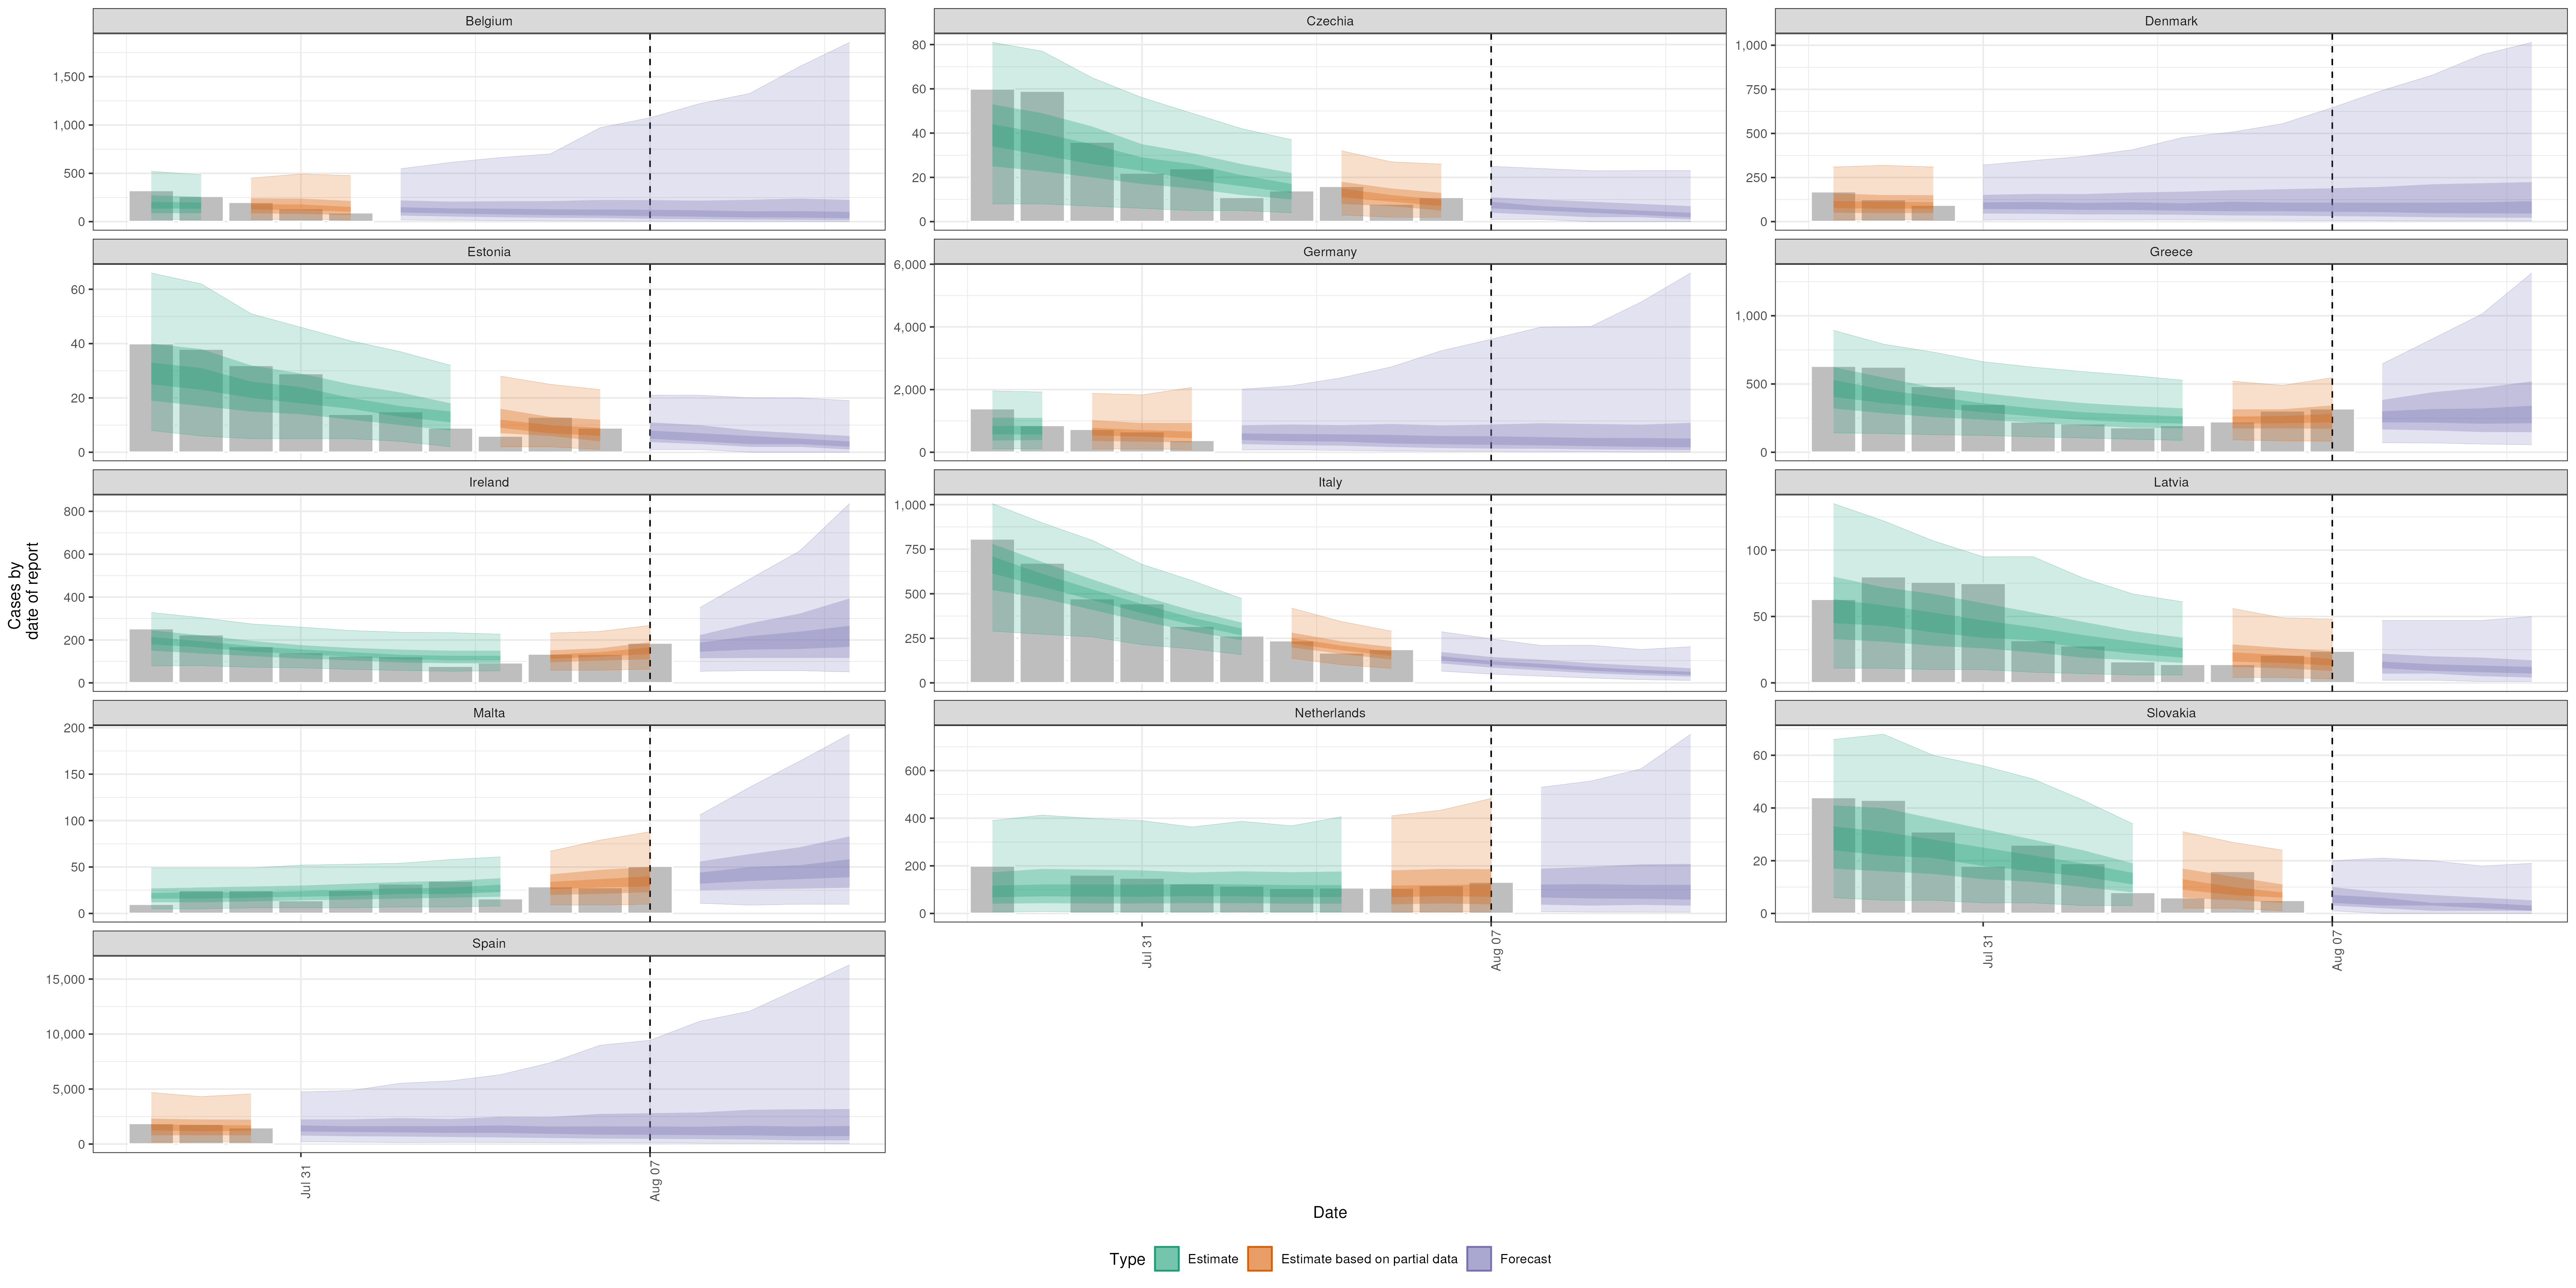 Belgium
Czechia
Denmark
1,500
1,000
500
0
80
60
40
20
0
1,000
750
500
250
0
Estonia
Germany
Greece
60
40
20
0
6,000
4,000
2,000
0
1,000
500
0
Ireland
Italy
Latvia
800
600
400
200
0
1,000
750
500
250
0
100
50
0
Cases by
date of report
Malta
Netherlands
Slovakia
200
150
100
50
0
600
400
200
0
60
40
20
0
Jul 31
Aug 07
Jul 31
Aug 07
Spain
15,000
10,000
5,000
0
Jul 31
Aug 07
Date
Type Estimate Estimate based on partial data Forecast